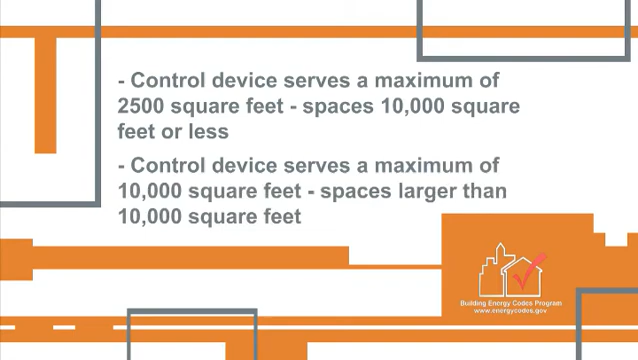 - Control device serves a maximum of
2500 square feet - spaces 10,000 square
feet or less
- Control device serves a maximum of
10,000 square feet - spaces larger than
10,000 square feet
Building Energy Codes Program
www.energycodes.gov